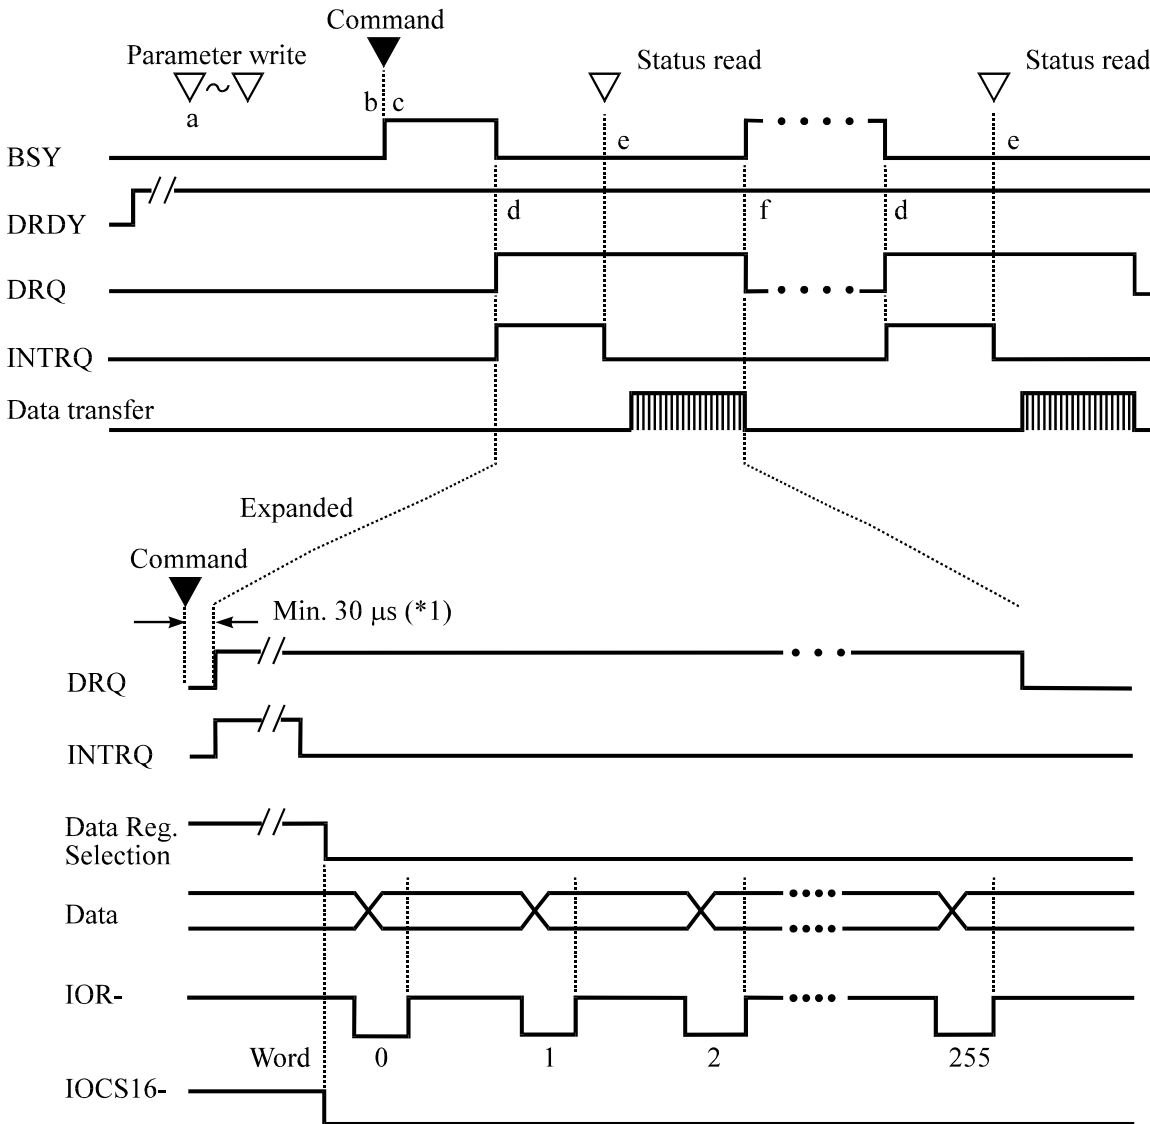 Command
Parameter write
Status read
Status read
a
b
c
BSY
e
e
DRDY
d
f
d
DRQ
INTRQ
Data transfer
Expanded
Command
Min. 30 μs (*1)
DRQ
INTRQ
Data Reg.
Selection
Data
IOR-
Word 0 1 2 255
IOCS16-